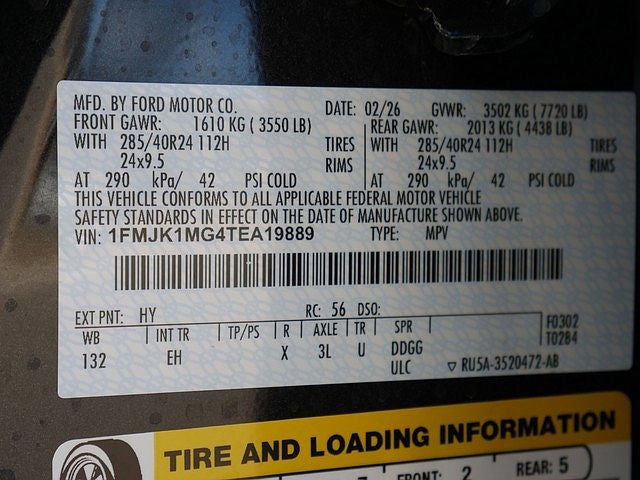 MFD. BY FORD MOTOR CO. DATE: 02/26 GVWR: 3502 KG ( 7720 LB)
FRONT GAWR: 1610 KG ( 3550 LB) REAR GAWR: 2013 KG ( 4438 LB)
WITH 285/40R24 112H TIRES WITH 285/40R24 112H TIRES
24x9.5 RIMS 24x9.5 RIMS
AT 290 kPa/ 42 PSI COLD AT 290 kPa/ 42 PSI COLD
THIS VEHICLE CONFORMS TO ALL APPLICABLE FEDERAL MOTOR VEHICLE
SAFETY STANDARDS IN EFFECT ON THE DATE OF MANUFACTURE SHOWN ABOVE.
VIN: 1FMJK1MG4TEA19889 TYPE: MPV
EXT PNT: HY RC: 56 DSO:
WB INT TR TP/PS R AXLE TR SPR F0302
132 EH X 3L U DDGG T0284
ULC RU5A-3520472-AB
TIRE AND LOADING INFORMATION
FRONT: 2 REAR: 5